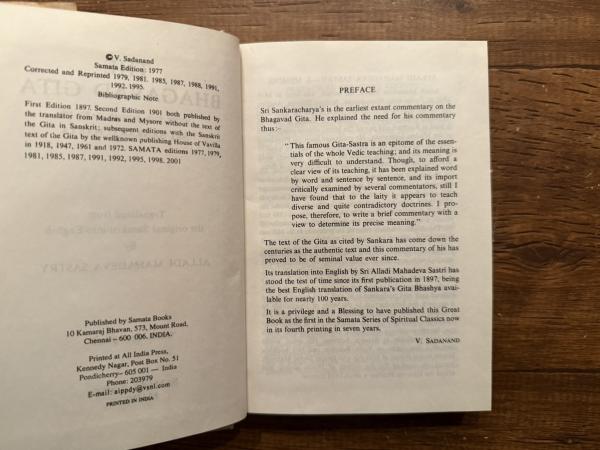 © V. Sadanand
Samata Edition: 1977
Corrected and Reprinted 1979, 1981. 1985, 1987, 1988, 1991,
1992, 1995.
Bibliographic Note
First Edition 1897. Second Edition 1901 both published by
the translator from Madras and Mysore without the text of
the Gita in Sanskrit; subsequent editions with the Sanskrit
text of the Gita by the wellknown publishing House of Vavilla
in 1918, 1947, 1961 and 1972. SAMATA editions 1977, 1979,
1981, 1985, 1987, 1991, 1992, 1995, 1998. 2001
Published by Samata Books
10 Kamaraj Bhavan, 573, Mount Road,
Chennai – 600 006. INDIA.
Printed at All India Press,
Kennedy Nagar, Post Box No. 51
Pondicherry– 605 001 — India
Phone: 203979
E-mail: aippdy@vsnl.com
PRINTED IN INDIA
PREFACE
Sri Sankaracharya's is the earliest extant commentary on the
Bhagavad Gita. He explained the need for his commentary
thus:-
"This famous Gita-Sastra is an epitome of the essen-
tials of the whole Vedic teaching; and its meaning is
very difficult to understand. Though, to afford a
clear view of its teaching, it has been explained word
by word and sentence by sentence, and its import
critically examined by several commentators, still I
have found that to the laity it appears to teach
diverse and quite contradictory doctrines. I pro-
pose, therefore, to write a brief commentary with a
view to determine its precise meaning."
The text of the Gita as cited by Sankara has come down the
centuries as the authentic text and this commentary of his has
proved to be of seminal value ever since.
Its translation into English by Sri Alladi Mahadeva Sastri has
stood the test of time since its first publication in 1897, being
the best English translation of Sankara's Gita Bhashya avai-
lable for nearly 100 years.
It is a privilege and a Blessing to have published this Great
Book as the first in the Samata Series of Spiritual Classics now
in its fourth printing in seven years.
V. SADANAND